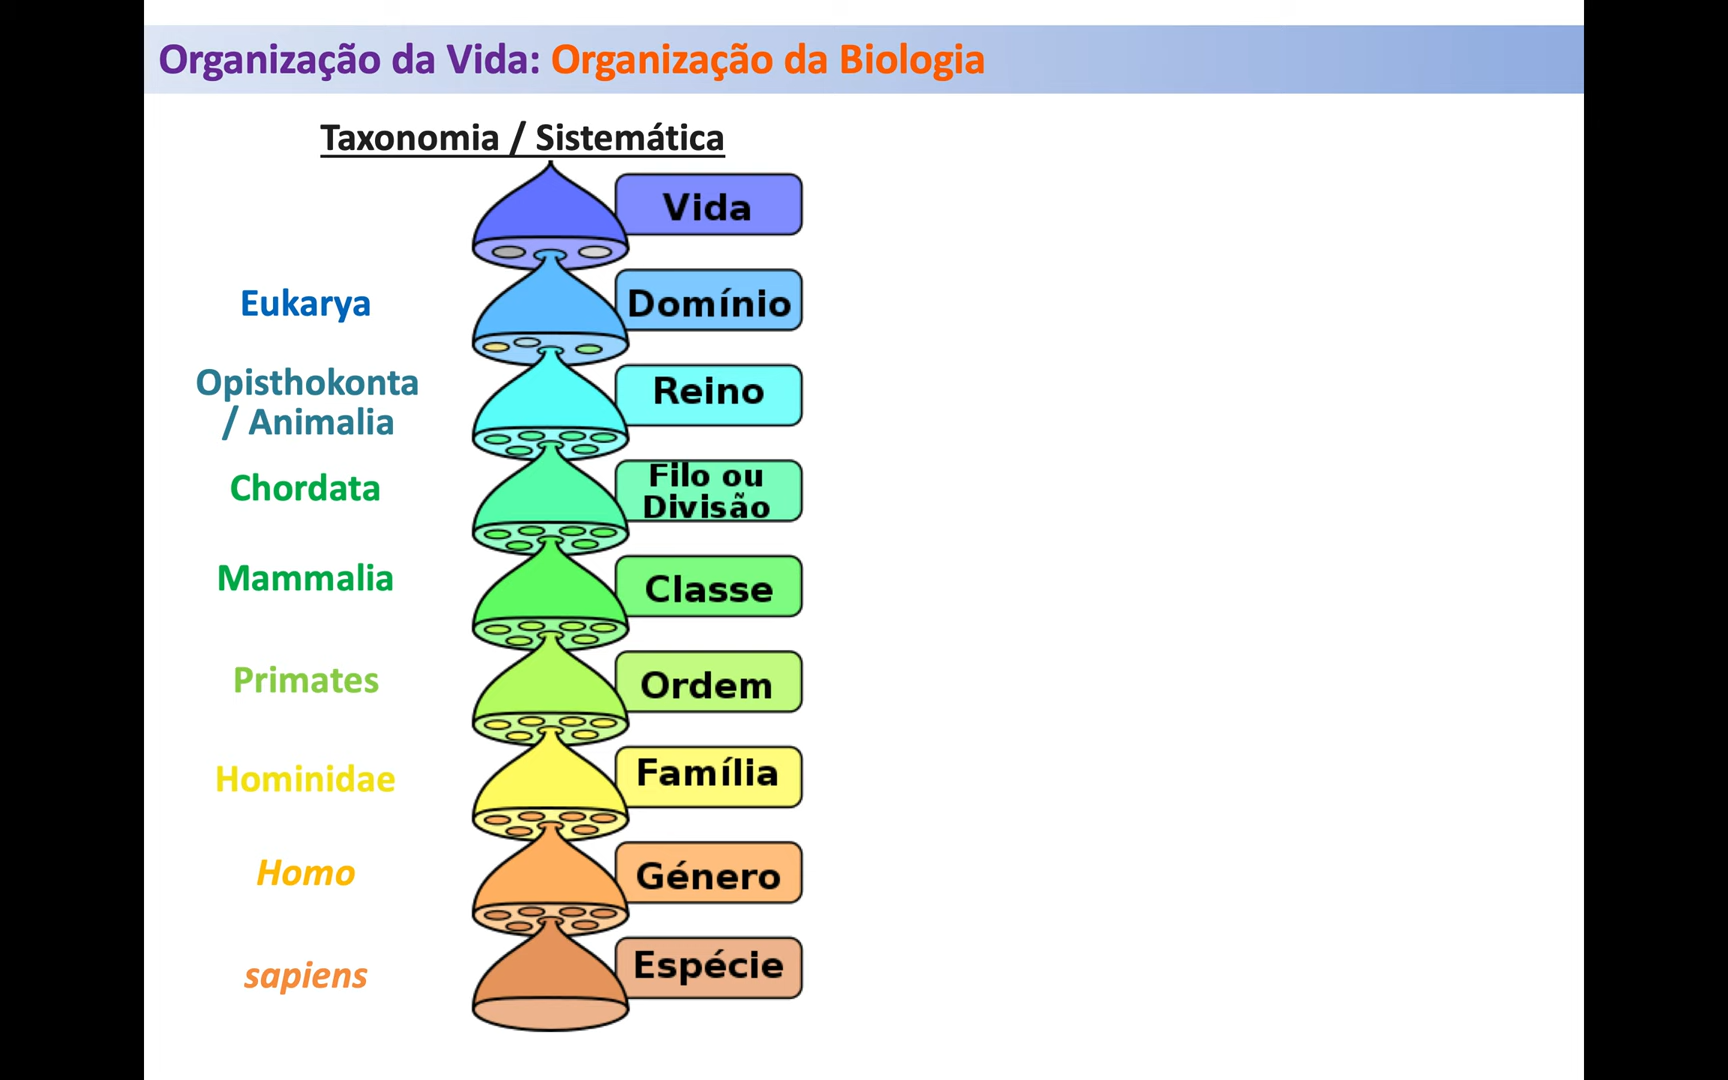 Organização da Vida: Organização da Biologia
Taxonomia / Sistemática
Vida
Eukarya
Domínio
Opisthokonta
/ Animalia
Reino
Chordata
Filo ou
Divisão
Mammalia
Classe
Primates
Ordem
Hominidae
Família
Homo
Género
sapiens
Espécie